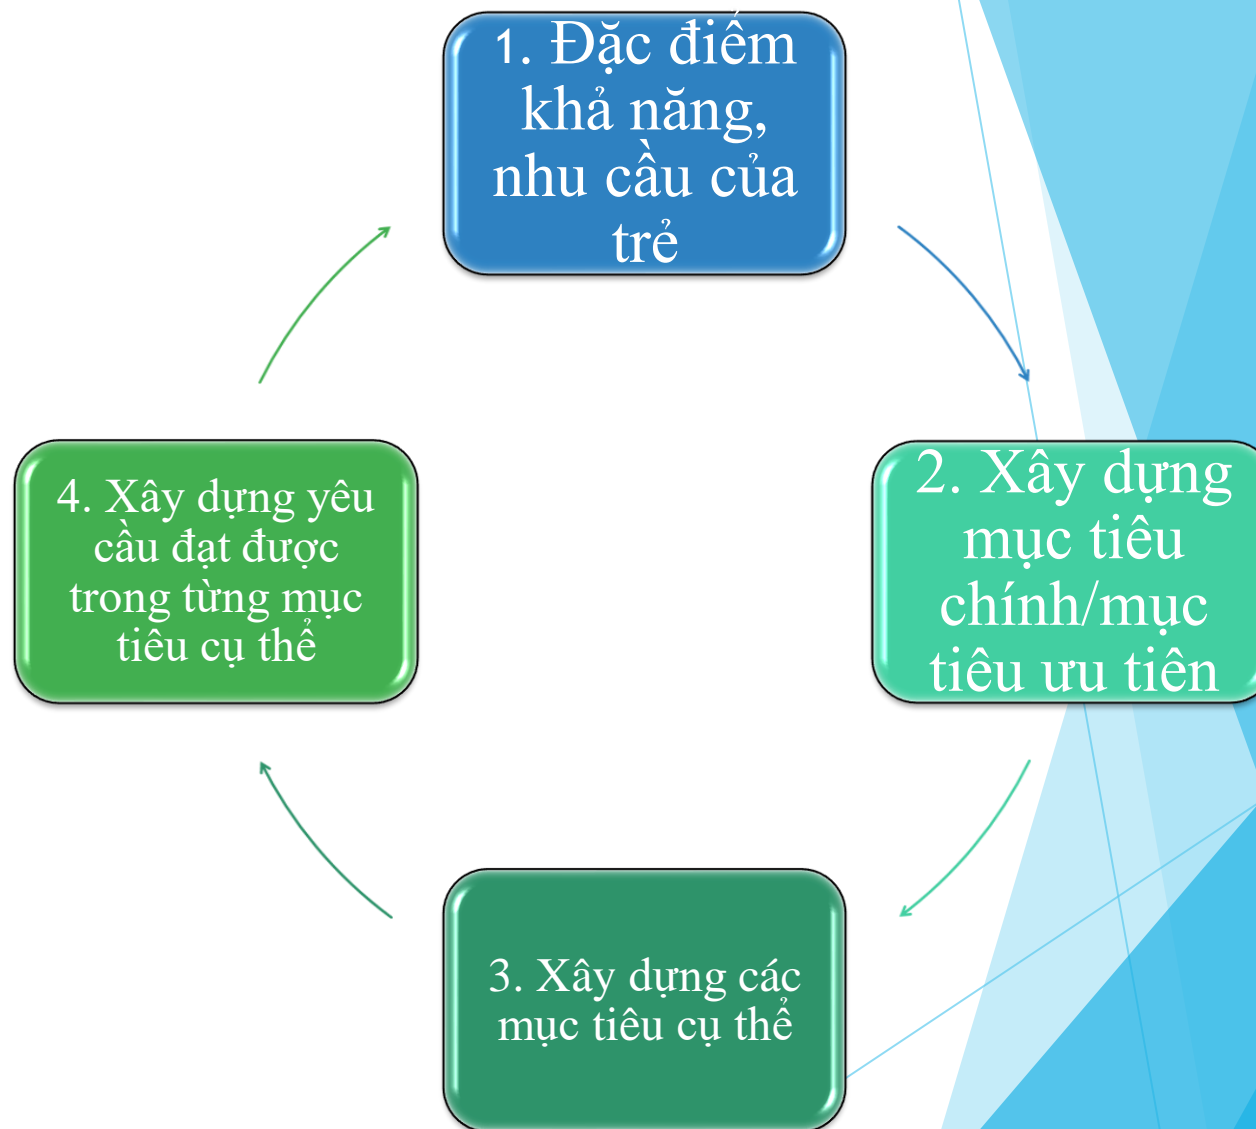 1. Đặc điểm
khả năng,
nhu cầu của
trẻ
2. Xây dựng
mục tiêu
chính/mục
tiêu ưu tiên
3. Xây dựng các
mục tiêu cụ thể
4. Xây dựng yêu
cầu đạt được
trong từng mục
tiêu cụ thể